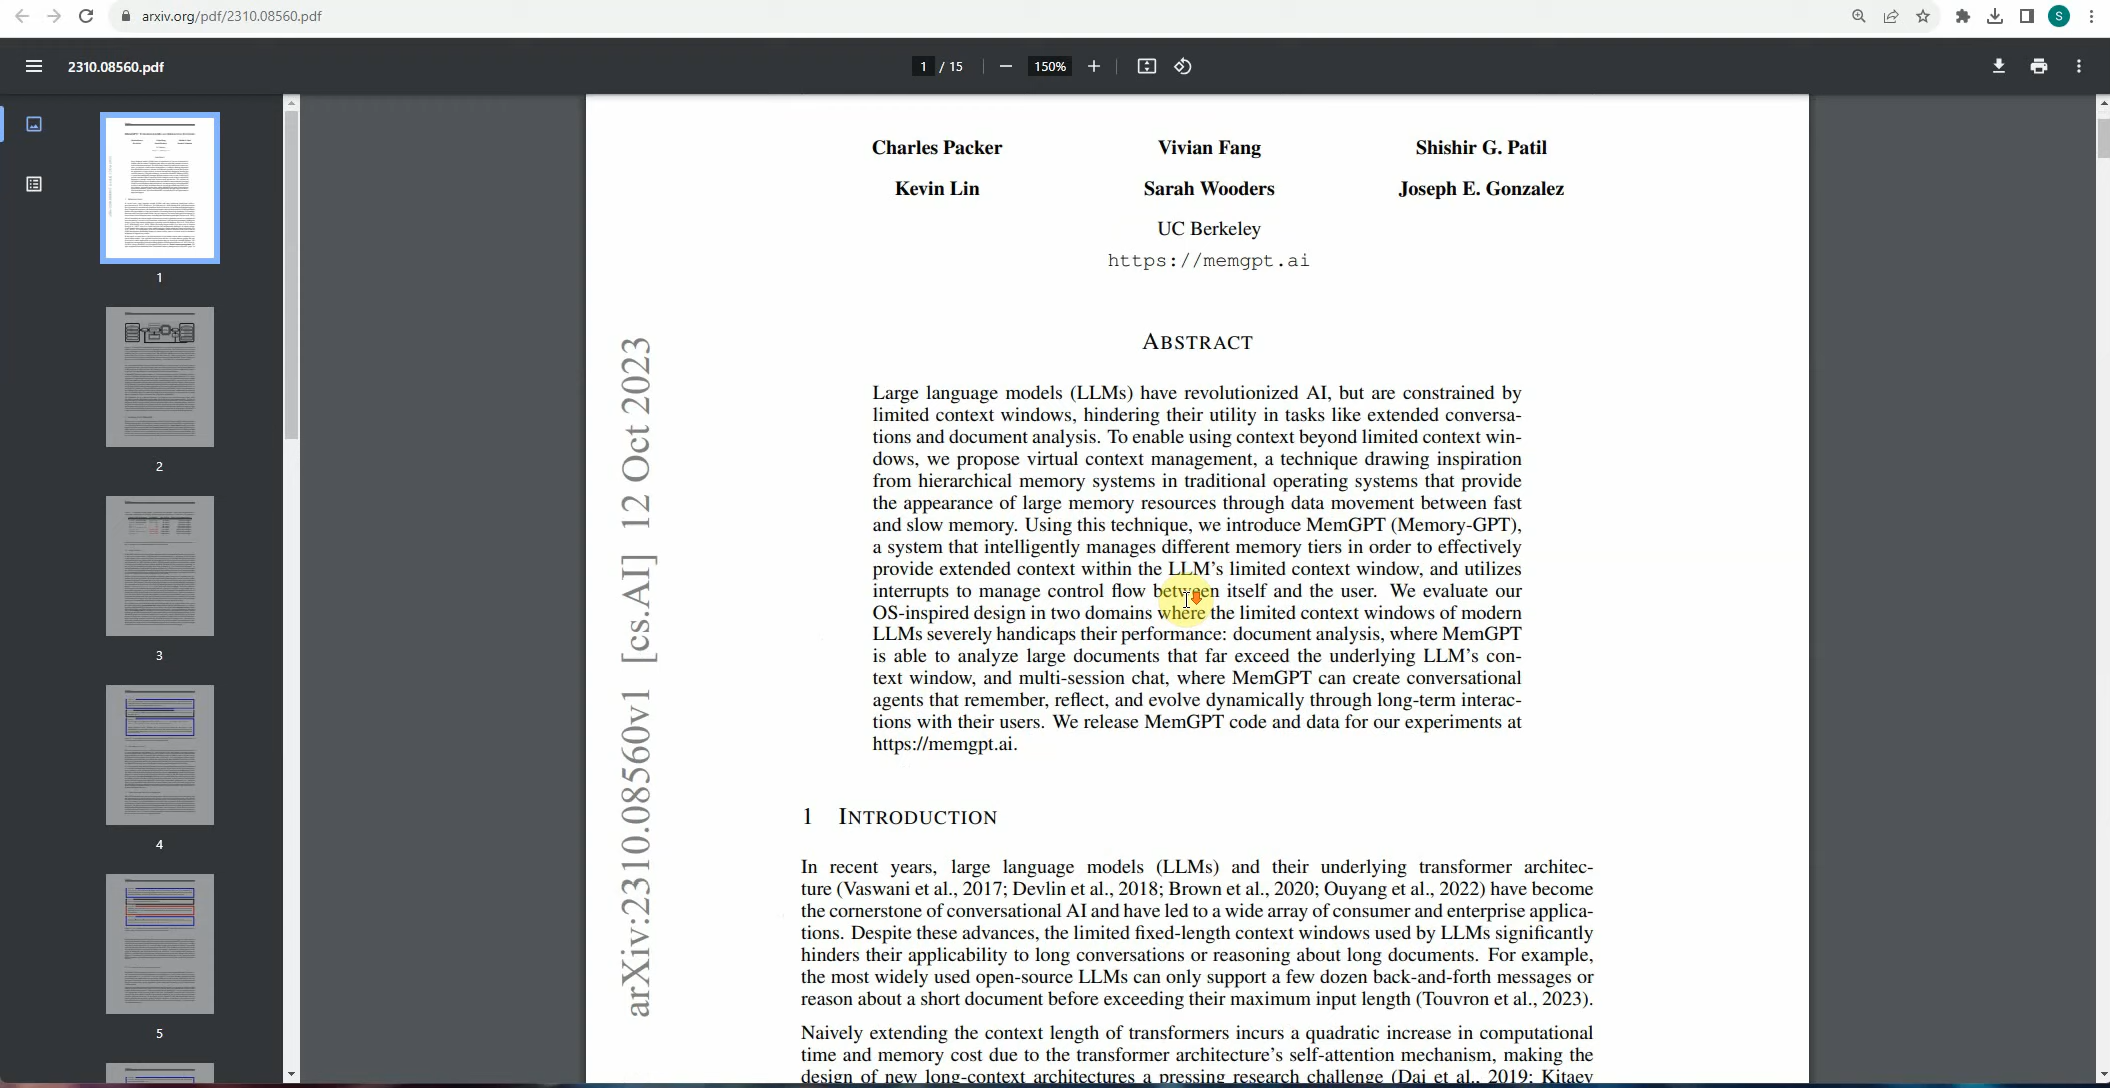 arxiv.org/pdf/2310.08560.pdf
S
2310.08560.pdf
1 / 15
150%
1
2
3
4
5
Charles Packer Vivian Fang Shishir G. Patil
Kevin Lin Sarah Wooders Joseph E. Gonzalez
UC Berkeley
https://memgpt.ai
arXiv:2310.08560v1 [cs.AI] 12 Oct 2023
ABSTRACT
Large language models (LLMs) have revolutionized AI, but are constrained by
limited context windows, hindering their utility in tasks like extended conversa-
tions and document analysis. To enable using context beyond limited context win-
dows, we propose virtual context management, a technique drawing inspiration
from hierarchical memory systems in traditional operating systems that provide
the appearance of large memory resources through data movement between fast
and slow memory. Using this technique, we introduce MemGPT (Memory-GPT),
a system that intelligently manages different memory tiers in order to effectively
provide extended context within the LLM's limited context window, and utilizes
interrupts to manage control flow between itself and the user. We evaluate our
OS-inspired design in two domains where the limited context windows of modern
LLMs severely handicaps their performance: document analysis, where MemGPT
is able to analyze large documents that far exceed the underlying LLM's con-
text window, and multi-session chat, where MemGPT can create conversational
agents that remember, reflect, and evolve dynamically through long-term interac-
tions with their users. We release MemGPT code and data for our experiments at
https://memgpt.ai.
1 INTRODUCTION
In recent years, large language models (LLMs) and their underlying transformer architec-
ture (Vaswani et al., 2017; Devlin et al., 2018; Brown et al., 2020; Ouyang et al., 2022) have become
the cornerstone of conversational AI and have led to a wide array of consumer and enterprise applica-
tions. Despite these advances, the limited fixed-length context windows used by LLMs significantly
hinders their applicability to long conversations or reasoning about long documents. For example,
the most widely used open-source LLMs can only support a few dozen back-and-forth messages or
reason about a short document before exceeding their maximum input length (Touvron et al., 2023).
Naively extending the context length of transformers incurs a quadratic increase in computational
time and memory cost due to the transformer architecture's self-attention mechanism, making the
design of new long-context architectures a pressing research challenge (Dai et al., 2019; Kitaev